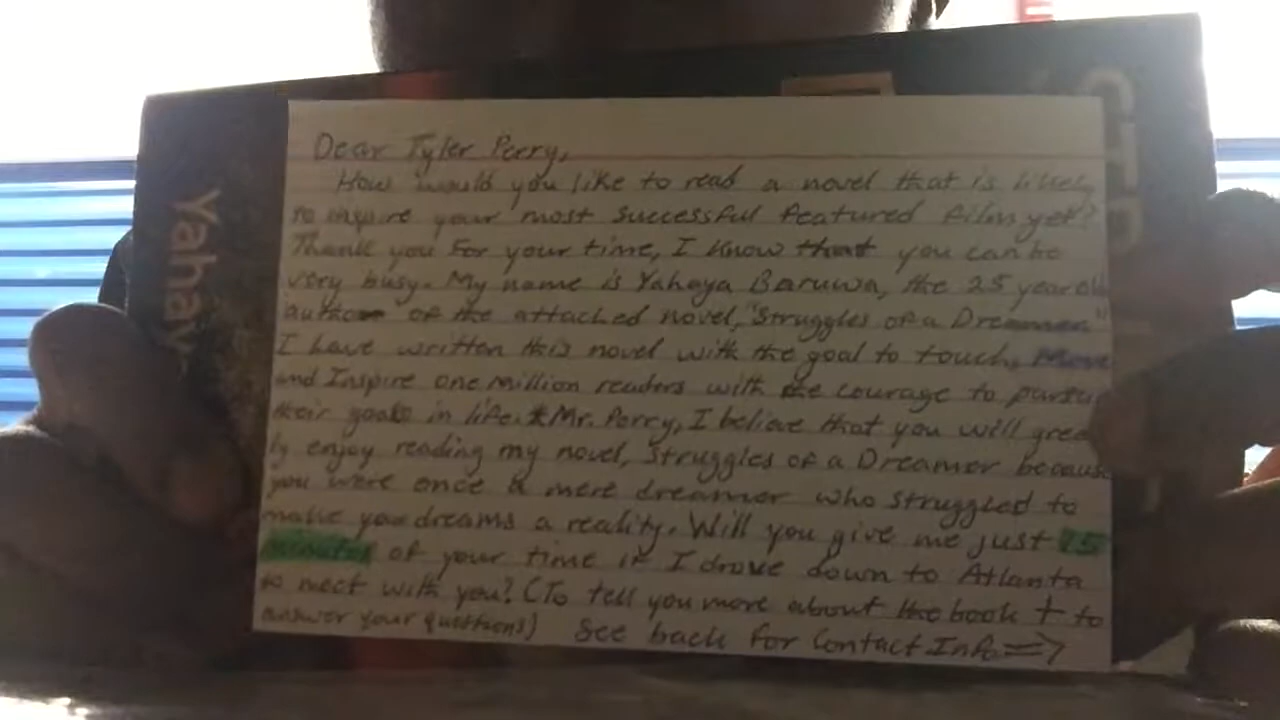 Dear Tyler Perry,
How would you like to read a novel that is likely
to inspire your most successful featured film yet?
Thank you for your time, I know that you can be
very busy. My name is Yahaya Baruwa, the 25 year old
author of the attached novel, "Struggles of a Dreamer"
I have written this novel with the goal to touch, Move
and Inspire one million readers with the courage to pursue
their goals in life. Mr. Perry, I believe that you will great
ly enjoy reading my novel, Struggles of a Dreamer because
you were once a mere dreamer who struggled to
make you dreams a reality. Will you give me just 15
minutes of your time if I drove down to Atlanta
to meet with you? (To tell you more about the book + to
answer your questions) See back for Contact Info =>
Yahay